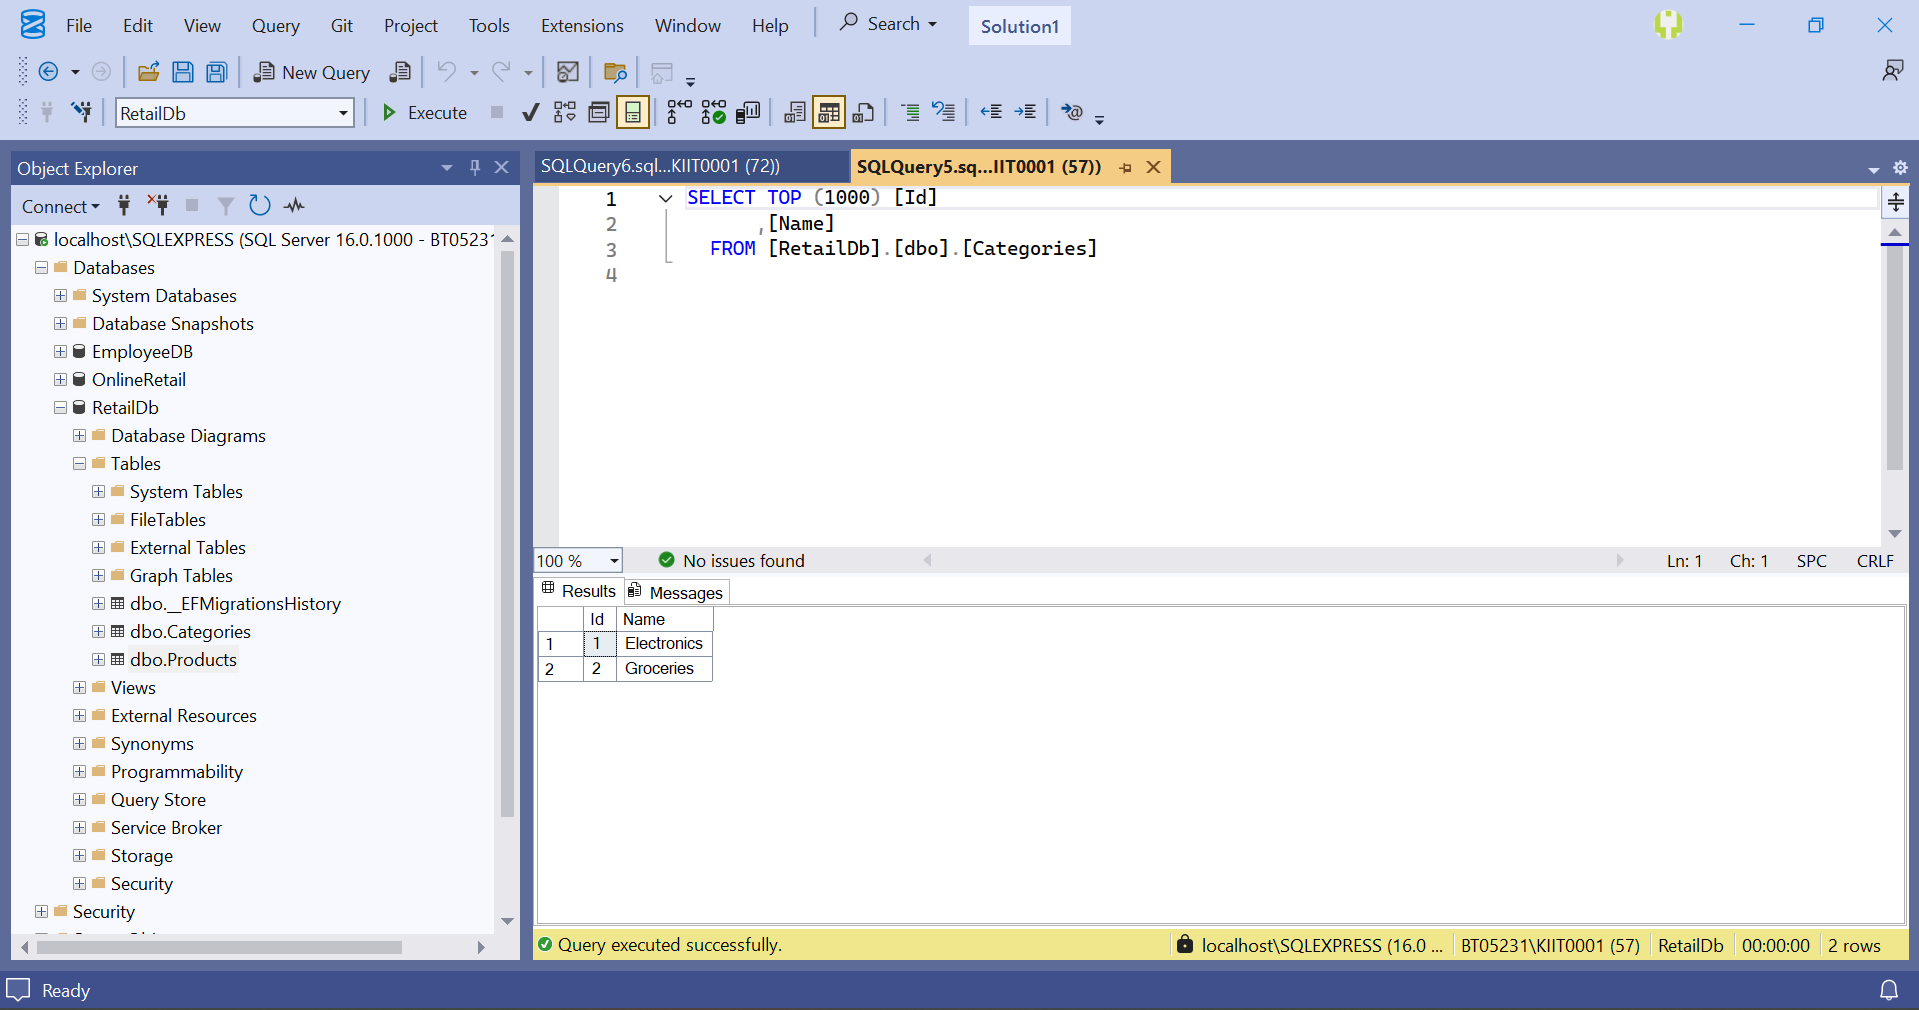 File Edit View Query Git Project Tools Extensions Window Help Search Solution1
New Query
RetailDb Execute
Object Explorer
Connect
localhost\SQLEXPRESS (SQL Server 16.0.1000 - BT0523
Databases
System Databases
Database Snapshots
EmployeeDB
OnlineRetail
RetailDb
Database Diagrams
Tables
System Tables
FileTables
External Tables
Graph Tables
dbo.__EFMigrationsHistory
dbo.Categories
dbo.Products
Views
External Resources
Synonyms
Programmability
Query Store
Service Broker
Storage
Security
Security
SQLQuery6.sql...KIIT0001 (72)) SQLQuery5.sq...IIT0001 (57))
1 SELECT TOP (1000) [Id]
2 ,[Name]
3 FROM [RetailDb].[dbo].[Categories]
4
100 % No issues found Ln: 1 Ch: 1 SPC CRLF
Results Messages
Id Name
1 1 Electronics
2 2 Groceries
Query executed successfully. localhost\SQLEXPRESS (16.0 ... BT05231\KIIT0001 (57) RetailDb 00:00:00 2 rows
Ready